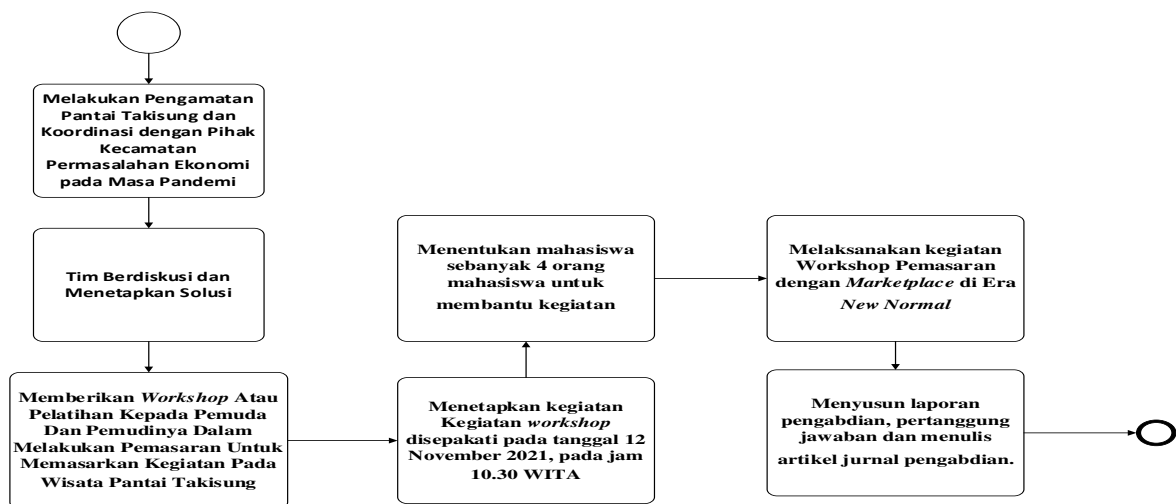 Melakukan Pengamatan
Pantai Takisung dan
Koordinasi dengan Pihak
Kecamatan
Permasalahan Ekonomi
pada Masa Pandemi
Tim Berdiskusi dan
Menetapkan Solusi
Memberikan Workshop Atau
Pelatihan Kepada Pemuda
Dan Pemudinya Dalam
Melakukan Pemasaran Untuk
Memasarkan Kegiatan Pada
Wisata Pantai Takisung
Menetapkan kegiatan
Kegiatan workshop
disepakati pada tanggal 12
November 2021, pada jam
10.30 WITA
Menentukan mahasiswa
sebanyak 4 orang
mahasiswa untuk
membantu kegiatan
Melaksanakan kegiatan
Workshop Pemasaran
dengan Marketplace di Era
New Normal
Menyusun laporan
pengabdian, pertanggung
jawaban dan menulis
artikel jurnal pengabdian.